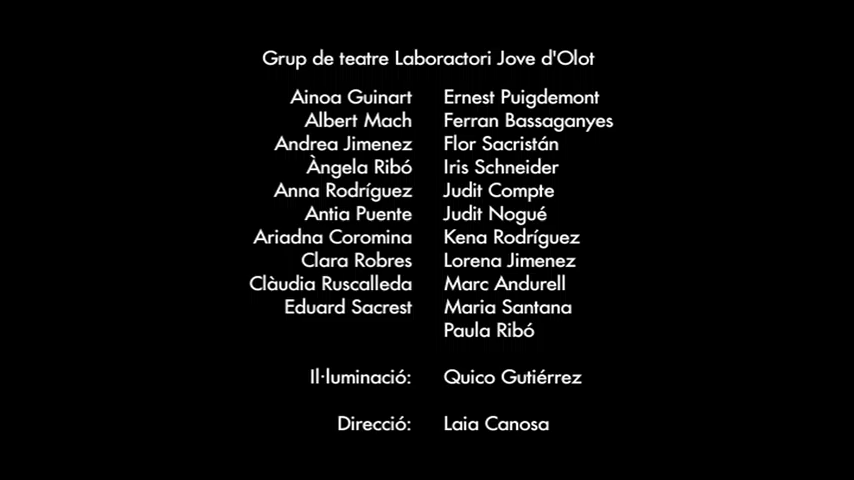 Grup de teatre Laboractori Jove d'Olot
Ainoa Guinart Ernest Puigdemont
Albert Mach Ferran Bassaganyes
Andrea Jimenez Flor Sacristán
Àngela Ribó Iris Schneider
Anna Rodríguez Judit Compte
Antia Puente Judit Nogué
Ariadna Coromina Kena Rodríguez
Clara Robres Lorena Jimenez
Clàudia Ruscalleda Marc Andurell
Eduard Sacrest Maria Santana
Paula Ribó
Il·luminació: Quico Gutiérrez
Direcció: Laia Canosa